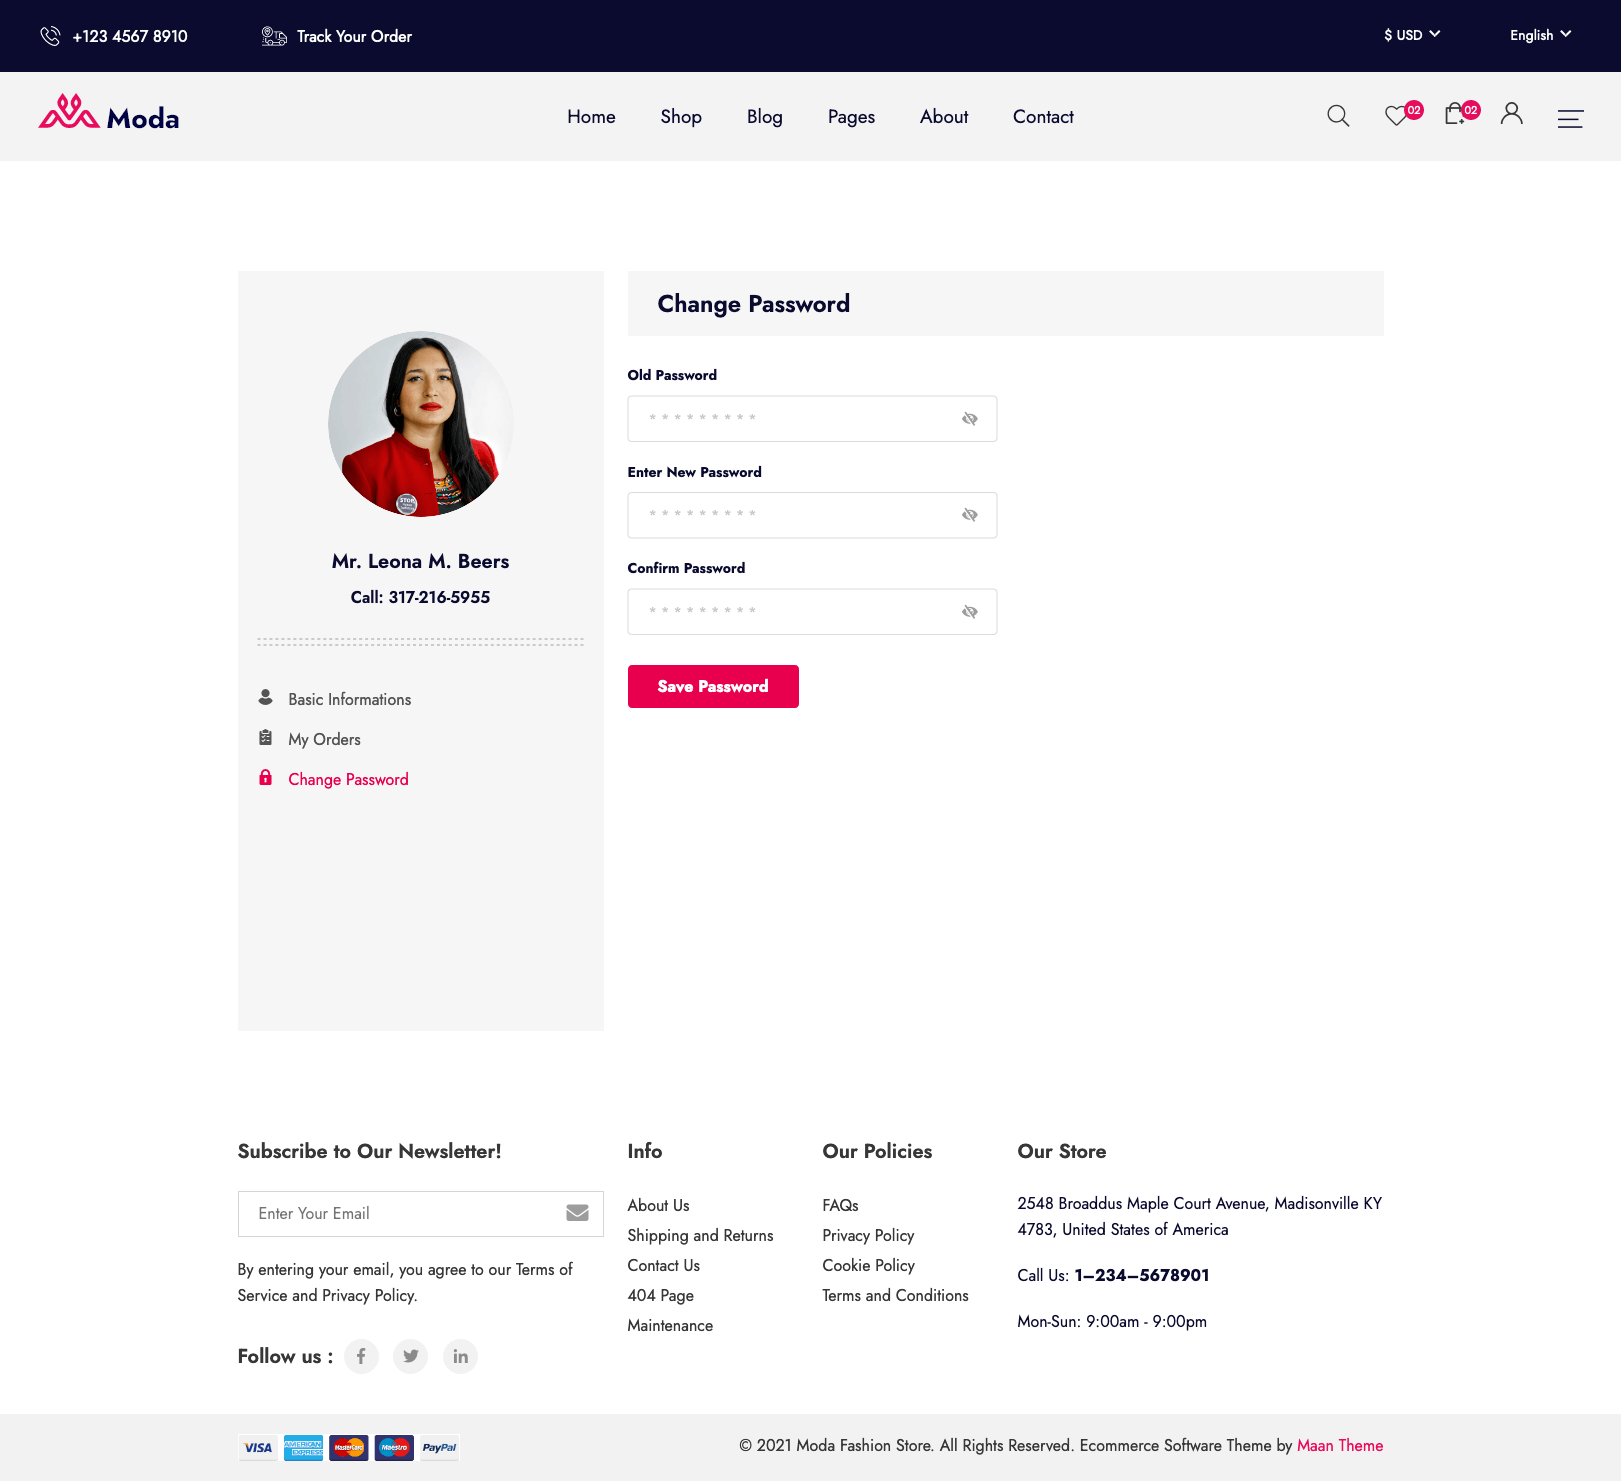 +123 4567 8910
Track Your Order
$ USD
English
Moda
Home
Shop
Blog
Pages
About
Contact
02
02
Change Password
STOP
Mr. Leona M. Beers
Call: 317-216-5955
Basic Informations
My Orders
Change Password
Old Password
* * * * * * * * *
Enter New Password
* * * * * * * * *
Confirm Password
* * * * * * * * *
Save Password
Subscribe to Our Newsletter!
Enter Your Email
By entering your email, you agree to our Terms of
Service and Privacy Policy.
Follow us :
Info
About Us
Shipping and Returns
Contact Us
404 Page
Maintenance
Our Policies
FAQs
Privacy Policy
Cookie Policy
Terms and Conditions
Our Store
2548 Broaddus Maple Court Avenue, Madisonville KY
4783, United States of America
Call Us: 1–234–5678901
Mon-Sun: 9:00am - 9:00pm
VISA
AMERICAN
EXPRESS
MasterCard
Maestro
PayPal
© 2021 Moda Fashion Store. All Rights Reserved. Ecommerce Software Theme by Maan Theme